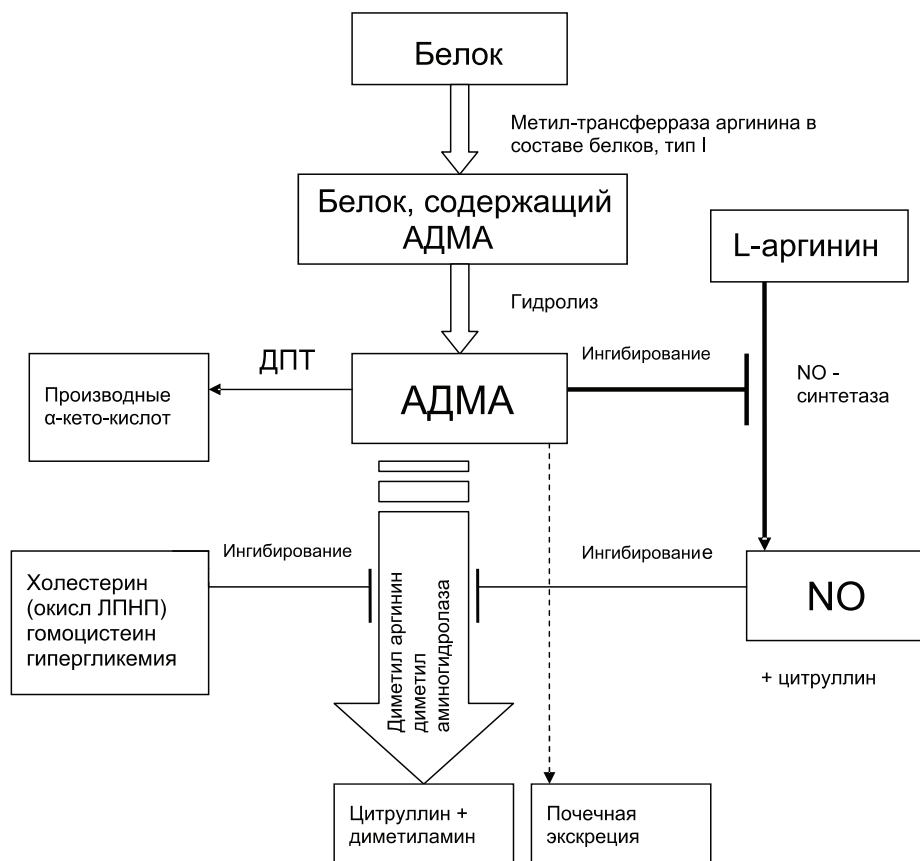 Белок
Метил-трансферраза аргинина в
составе белков, тип I
Белок, содержащий
АДМА
L-аргинин
Гидролиз
ДПТ
Ингибирование
Производные
α-кето-кислот
АДМА
NO -
синтетаза
Ингибирование
Ингибирование
Холестерин
(окисл ЛПНП)
гомоцистеин
гипергликемия
Диметил аргинин
диметил
аминогидролаза
NO
+ цитруллин
Цитруллин +
диметиламин
Почечная
экскреция